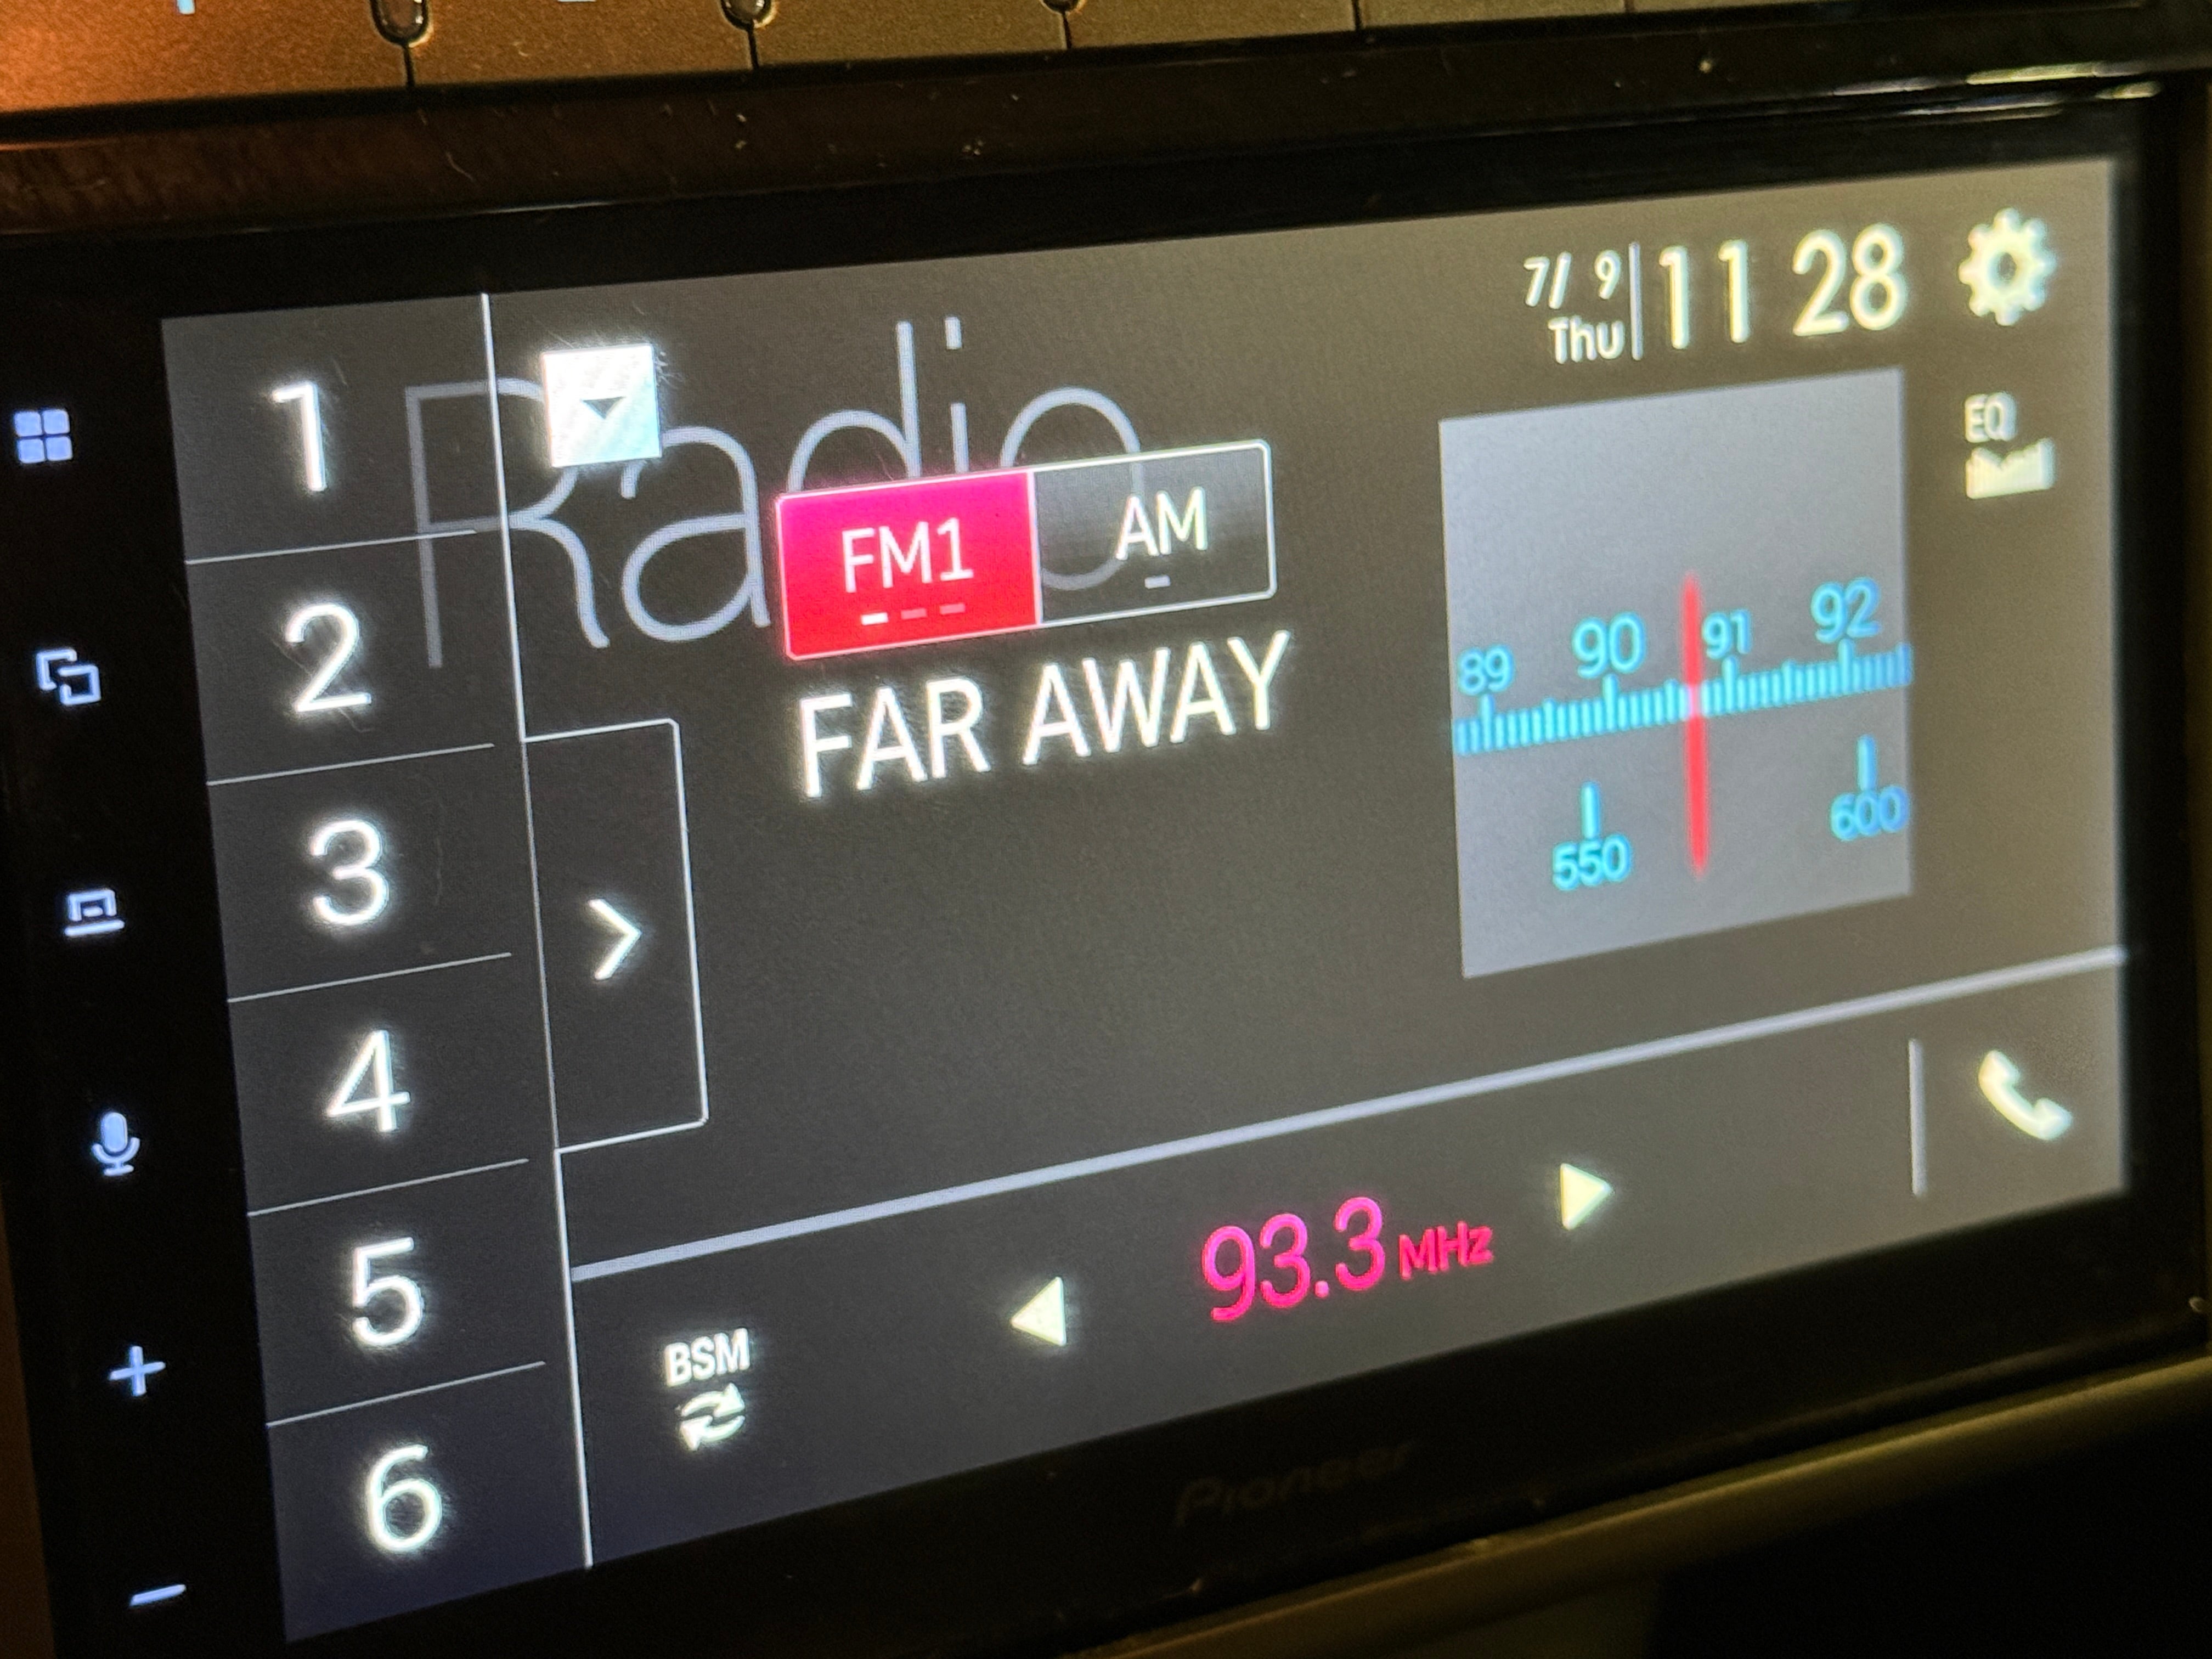 7/ 9
Thu
11 28
Radio
EQ
FM1
AM
FAR AWAY
89 90 91 92
550 600
1
2
3
4
5
6
BSM
93.3 MHz
Pioneer